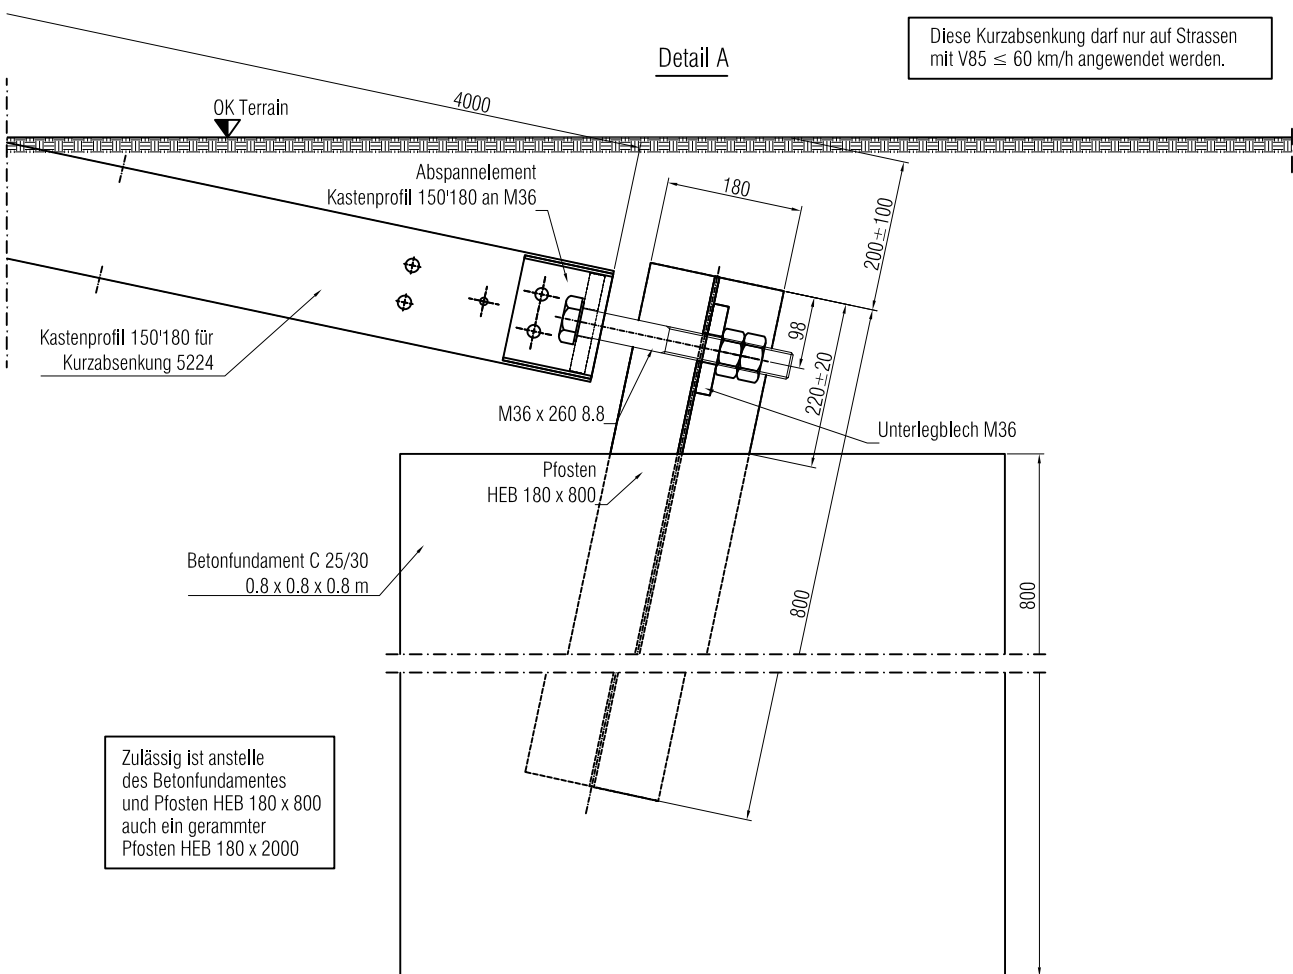 Diese Kurzabsenkung darf nur auf Strassen
mit V85 ≤ 60 km/h angewendet werden.
Detail A
4000
OK Terrain
Abspannelement
Kastenprofil 150'180 an M36
180
200±100
Kastenprofil 150'180 für
Kurzabsenkung 5224
98
220±20
M36 x 260 8.8
Unterlegblech M36
Pfosten
HEB 180 x 800
Betonfundament C 25/30
0.8 x 0.8 x 0.8 m
800
800
Zulässig ist anstelle
des Betonfundamentes
und Pfosten HEB 180 x 800
auch ein gerammter
Pfosten HEB 180 x 2000